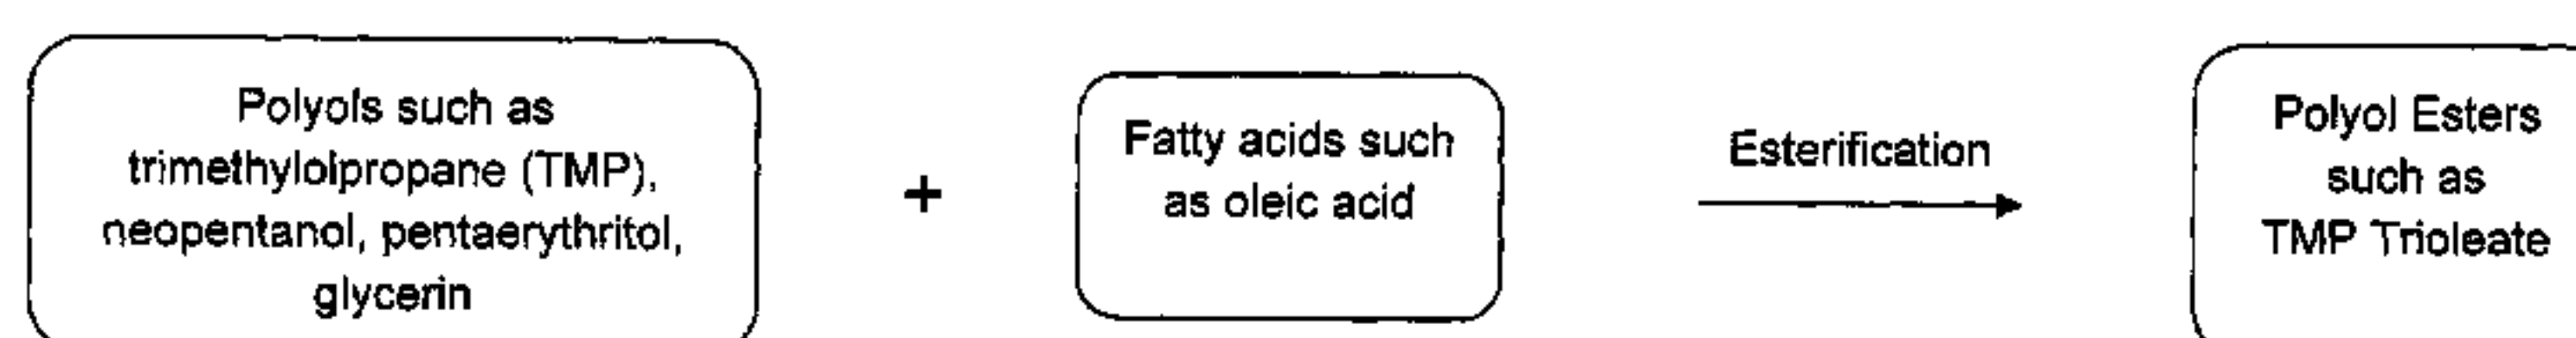 Polyols such as
trimethylolpropane (TMP),
neopentanol, pentaerythritol,
glycerin
+
Fatty acids such
as oleic acid
Esterification
Polyol Esters
such as
TMP Trioleate